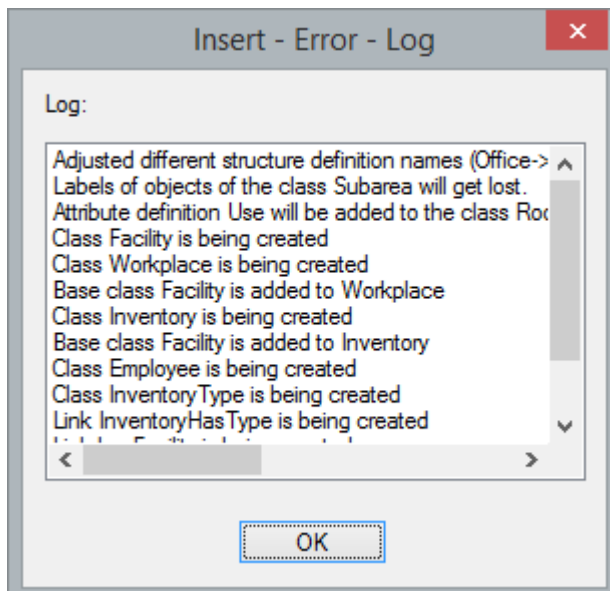 Insert - Error - Log
Log:
Adjusted different structure definition names (Office->
Labels of objects of the class Subarea will get lost.
Attribute definition Use will be added to the class Roo
Class Facility is being created
Class Workplace is being created
Base class Facility is added to Workplace
Class Inventory is being created
Base class Facility is added to Inventory
Class Employee is being created
Class InventoryType is being created
Link InventoryHasType is being created
OK